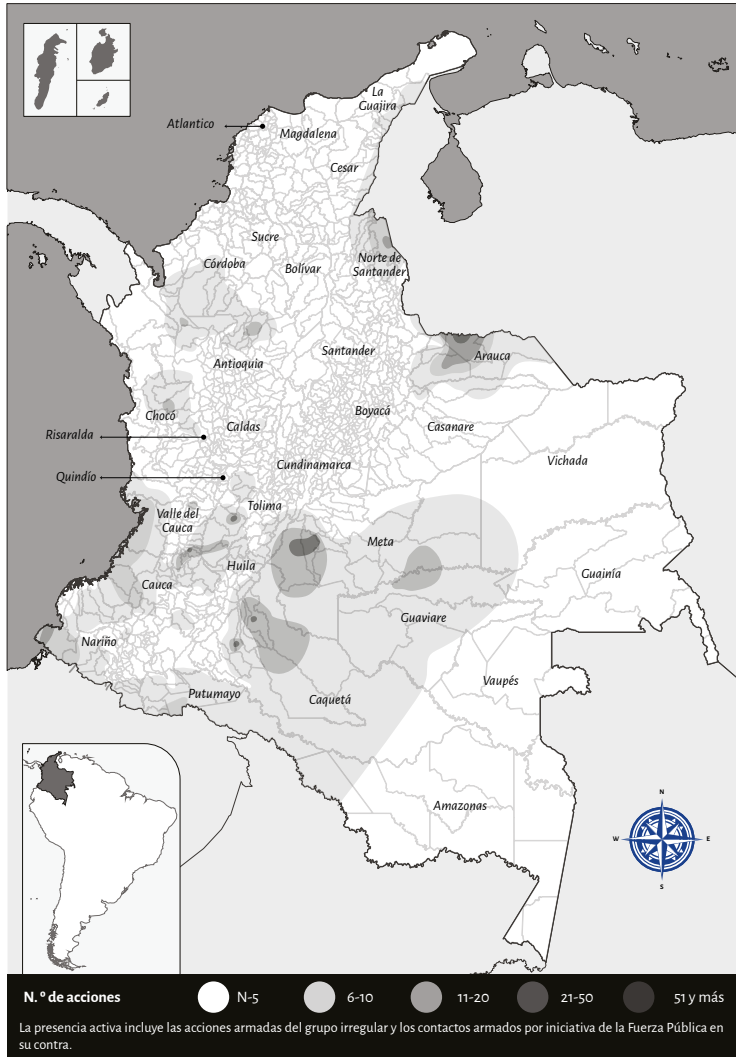 La
Guajira
Atlantico
Magdalena
Cesar
Sucre
Córdoba
Bolívar
Norte de
Santander
Santander
Arauca
Antioquia
Chocó
Boyacá
Caldas
Casanare
Risaralda
Cundinamarca
Vichada
Quindío
Tolima
Valle del
Cauca
Meta
Huila
Guainía
Cauca
Guaviare
Nariño
Vaupés
Putumayo
Caquetá
Amazonas
N
W
E
S
N. º de acciones
N-5
6-10
11-20
21-50
51 y más
La presencia activa incluye las acciones armadas del grupo irregular y los contactos armados por iniciativa de la Fuerza Pública en
su contra.